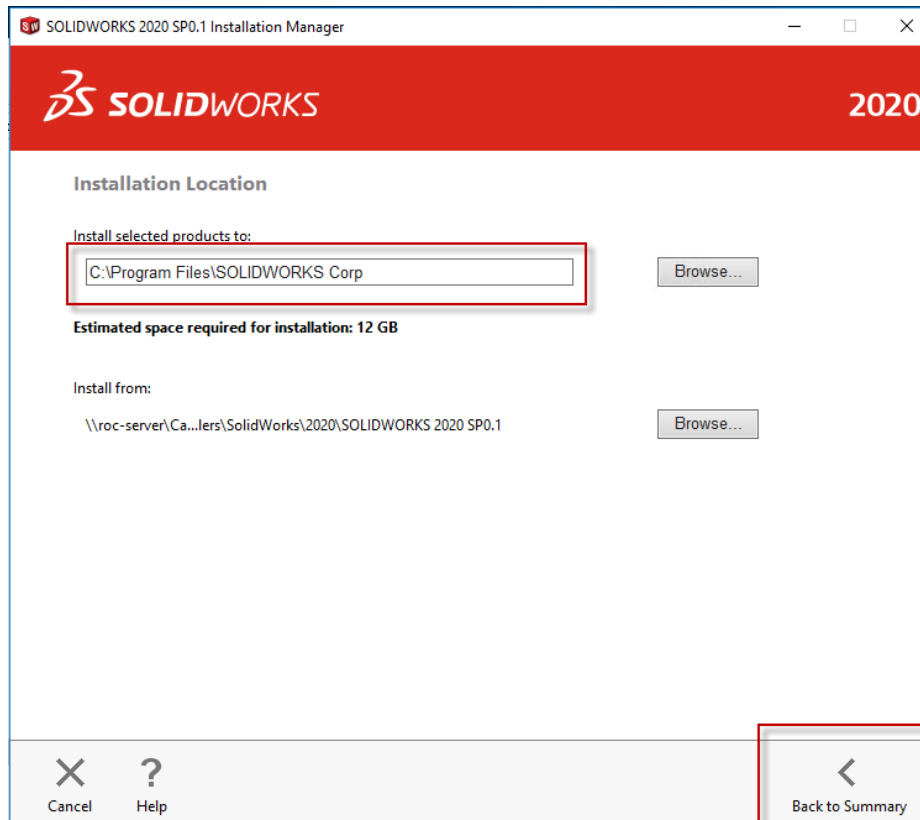 SOLIDWORKS 2020 SP0.1 Installation Manager
SOLIDWORKS 2020
Installation Location
Install selected products to:
C:\Program Files\SOLIDWORKS Corp Browse...
Estimated space required for installation: 12 GB
Install from:
\\roc-server\Ca...lers\SolidWorks\2020\SOLIDWORKS 2020 SP0.1 Browse...
Cancel Help Back to Summary